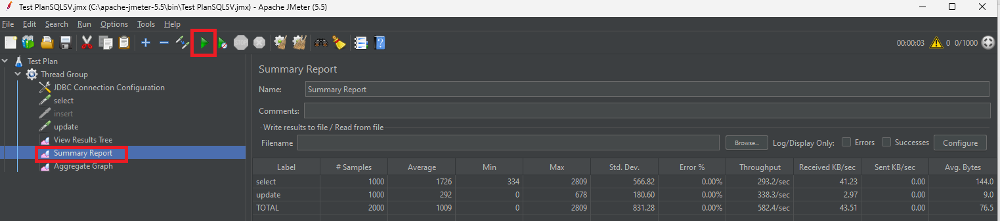 Test PlanSQLSV.jmx (C:\apache-jmeter-5.5\bin\Test PlanSQLSV.jmx) - Apache JMeter (5.5)
File Edit Search Run Options Tools Help
STOP 00:00:03 0 0/1000
Test Plan
Thread Group
JDBC Connection Configuration
select
insert
update
View Results Tree
Summary Report
Aggregate Graph
Summary Report
Name: Summary Report
Comments:
Write results to file / Read from file
Filename Browse... Log/Display Only: Errors Successes Configure
Label # Samples Average Min Max Std. Dev. Error % Throughput Received KB/sec Sent KB/sec Avg. Bytes
select 1000 1726 334 2809 566.82 0.00% 293.2/sec 41.23 0.00 144.0
update 1000 292 0 678 180.60 0.00% 338.3/sec 2.97 0.00 9.0
TOTAL 2000 1009 0 2809 831.28 0.00% 582.4/sec 43.51 0.00 76.5